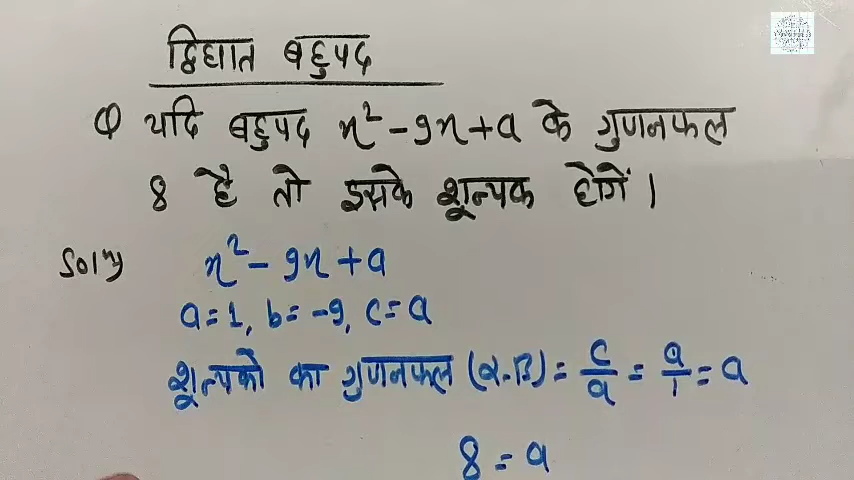 द्विघात बहुपद
Q यदि बहुपद x² - 9x + a के गुणनफल
8 है तो इसके शून्यक होगें।
Solⁿ x² - 9x + a
a = 1, b = -9, c = a
शून्यको का गुणनफल (α.β) = c/a = a/1 = a
8 = a